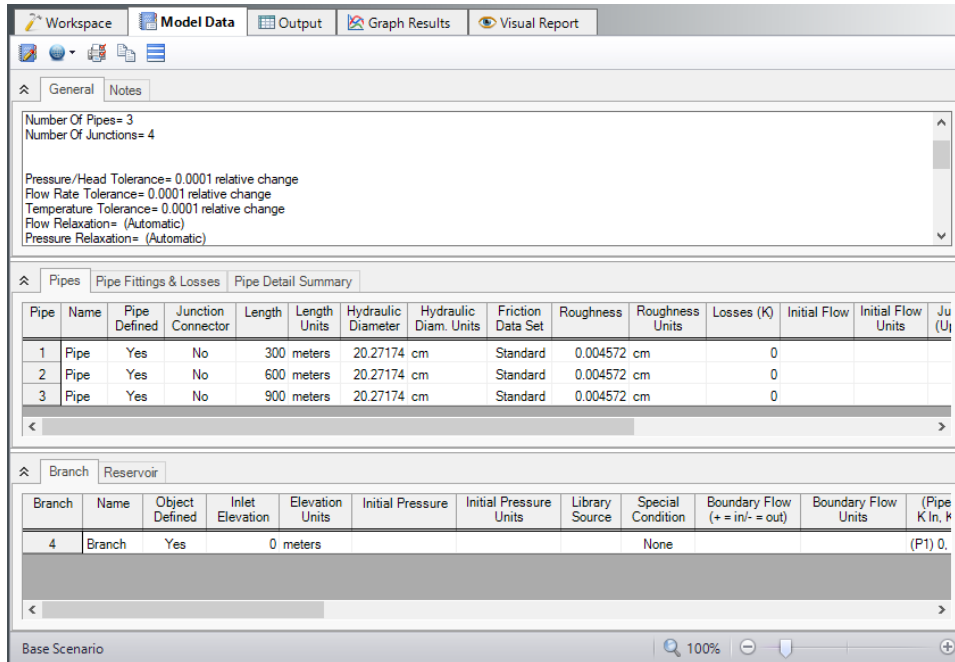 Workspace Model Data Output Graph Results Visual Report
General Notes
Number Of Pipes= 3
Number Of Junctions= 4
Pressure/Head Tolerance= 0.0001 relative change
Flow Rate Tolerance= 0.0001 relative change
Temperature Tolerance= 0.0001 relative change
Flow Relaxation= (Automatic)
Pressure Relaxation= (Automatic)
Pipes Pipe Fittings & Losses Pipe Detail Summary
Pipe Name Pipe Defined Junction Connector Length Length Units Hydraulic Diameter Hydraulic Diam. Units Friction Data Set Roughness Roughness Units Losses (K) Initial Flow Initial Flow Units Ju (U
1 Pipe Yes No 300 meters 20.27174 cm Standard 0.004572 cm 0
2 Pipe Yes No 600 meters 20.27174 cm Standard 0.004572 cm 0
3 Pipe Yes No 900 meters 20.27174 cm Standard 0.004572 cm 0
Branch Reservoir
Branch Name Object Defined Inlet Elevation Elevation Units Initial Pressure Initial Pressure Units Library Source Special Condition Boundary Flow (+ = in/- = out) Boundary Flow Units (Pipe K In, K
4 Branch Yes 0 meters None (P1) 0,
Base Scenario 100%